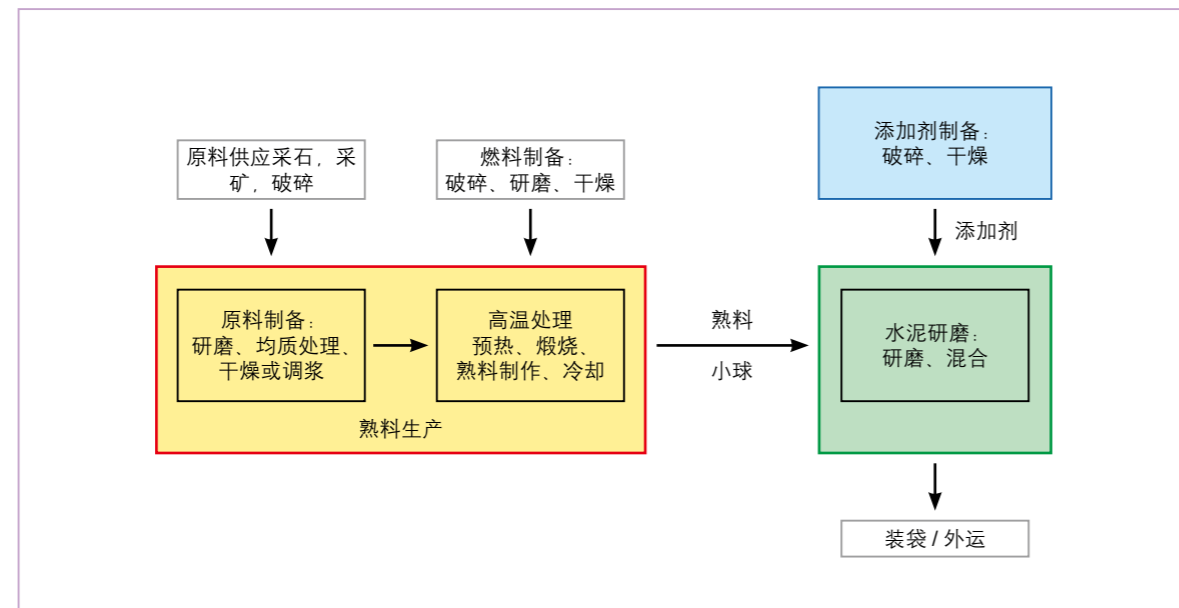 添加剂制备：
破碎、干燥
原料供应采石，采
矿，破碎
燃料制备：
破碎、研磨、干燥
添加剂
原料制备：
研磨、均质处理、
干燥或调浆
高温处理
预热、煅烧、
熟料制作、冷却
熟料
小球
水泥研磨：
研磨、混合
熟料生产
装袋 / 外运